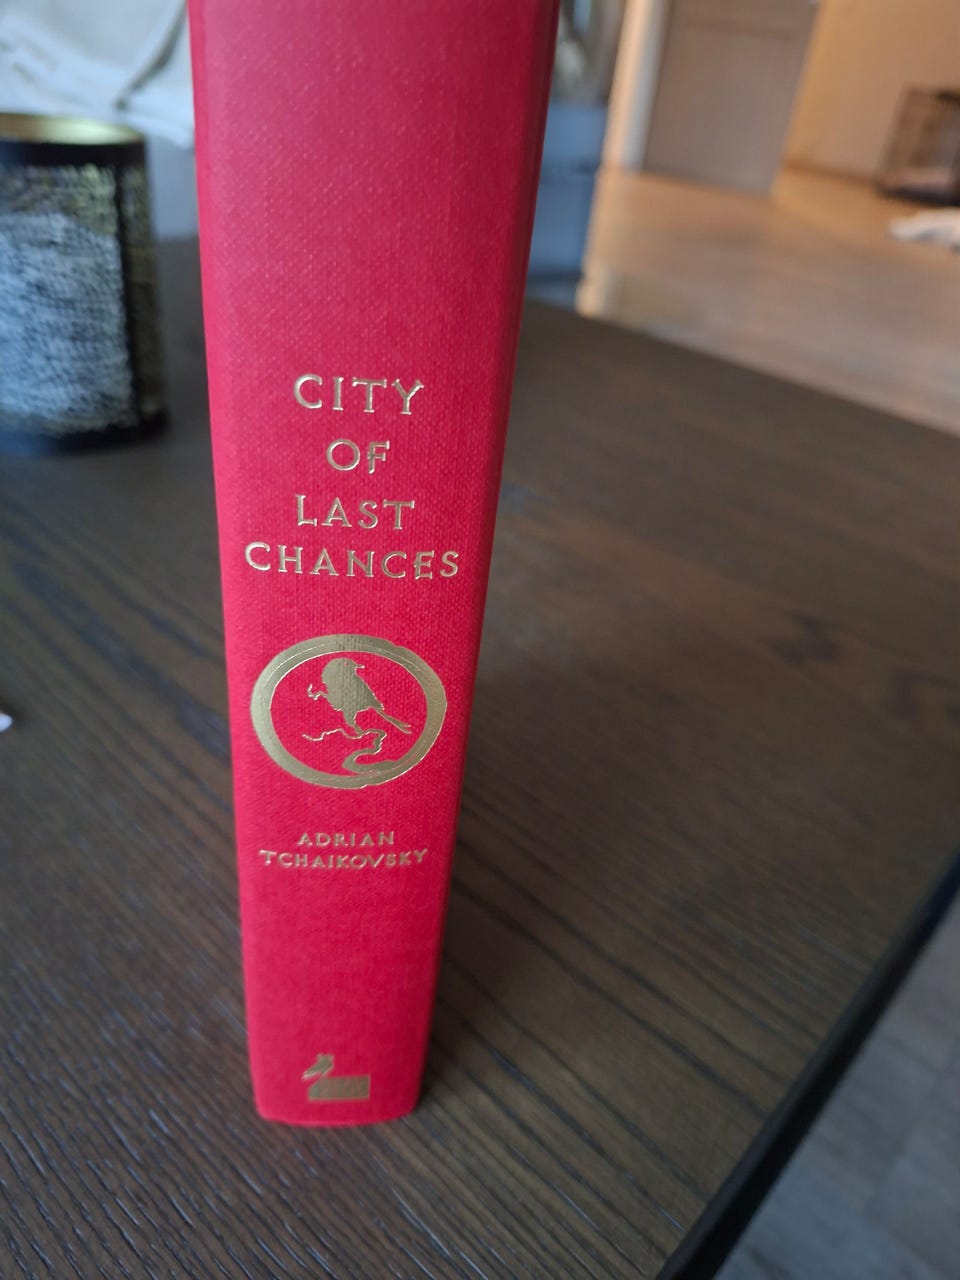 CITY
OF
LAST
CHANCES
ADRIAN
TCHAIKOVSKY